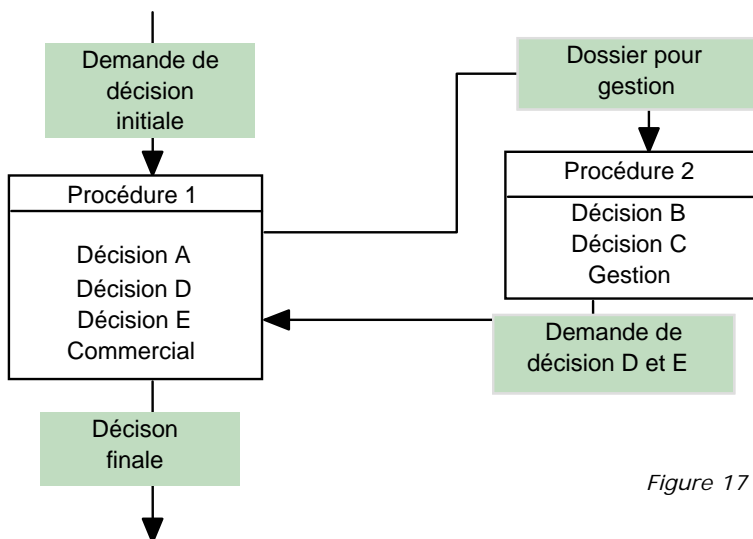 Demande de
décision
initiale
Dossier pour
gestion
Procédure 1
Décision A
Décision D
Décision E
Commercial
Procédure 2
Décision B
Décision C
Gestion
Demande de
décision D et E
Décison
finale
Figure 17